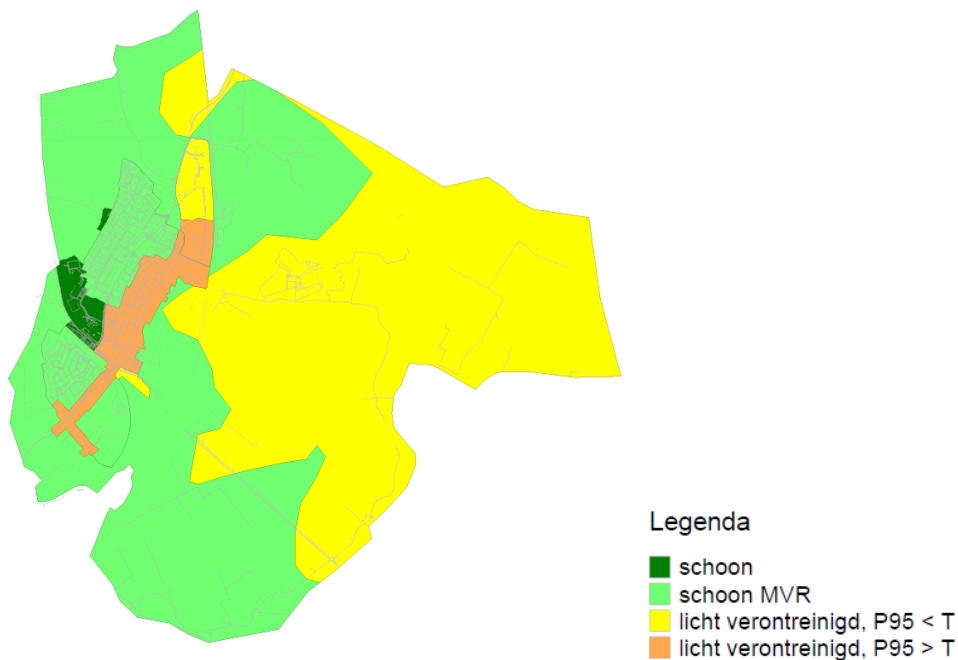 Legenda
schoon
schoon MVR
licht verontreinigd, P95 < T
licht verontreinigd, P95 > T